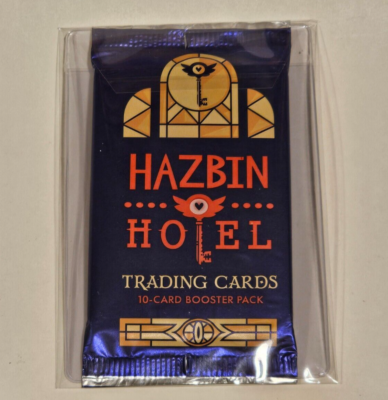 HAZBIN
HOTEL
TRADING CARDS
10-CARD BOOSTER PACK